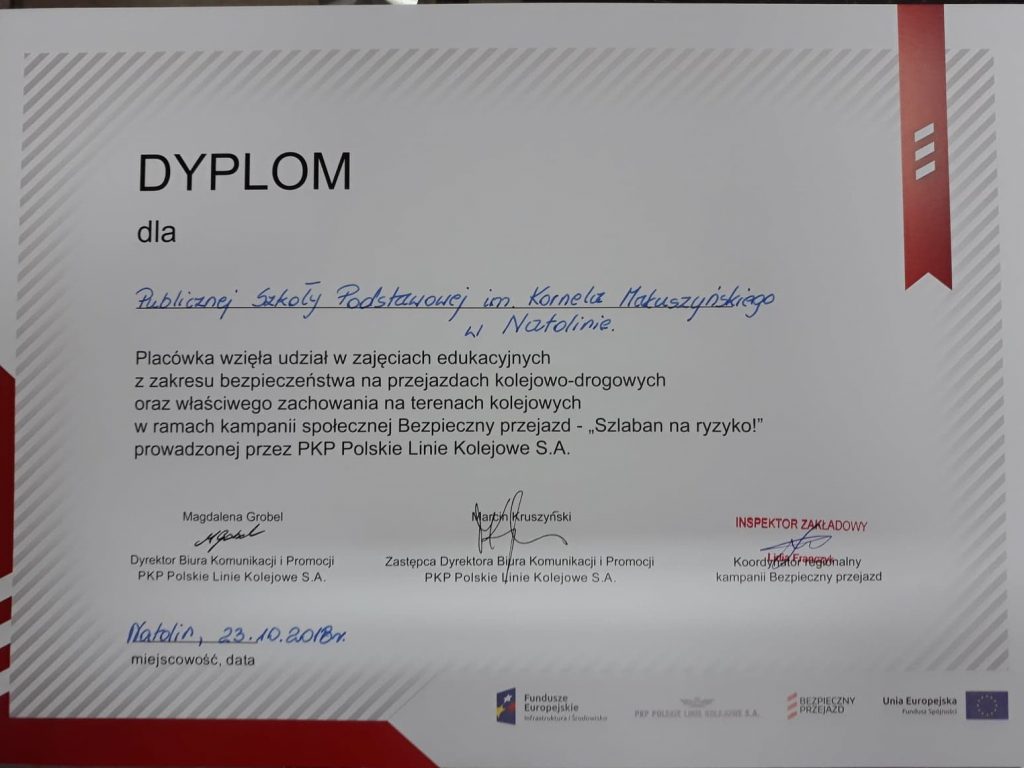 DYPLOM
dla
Publicznej Szkoły Podstawowej im. Kornela Makuszyńskiego
w Natolinie.
Placówka wzięła udział w zajęciach edukacyjnych
z zakresu bezpieczeństwa na przejazdach kolejowo-drogowych
oraz właściwego zachowania na terenach kolejowych
w ramach kampanii społecznej Bezpieczny przejazd - „Szlaban na ryzyko!”
prowadzonej przez PKP Polskie Linie Kolejowe S.A.
Magdalena Grobel
MGrobel
Dyrektor Biura Komunikacji i Promocji
PKP Polskie Linie Kolejowe S.A.
Marcin Kruszyński
Zastępca Dyrektora Biura Komunikacji i Promocji
PKP Polskie Linie Kolejowe S.A.
INSPEKTOR ZAKŁADOWY
Lidia Franczyk
Koordynator regionalny
kampanii Bezpieczny przejazd
Natolin, 23.10.2018r.
miejscowość, data
Fundusze
Europejskie
Infrastruktura i Środowisko
PKP POLSKIE LINIE KOLEJOWE S.A.
BEZPIECZNY
PRZEJAZD
Unia Europejska
Fundusz Spójności